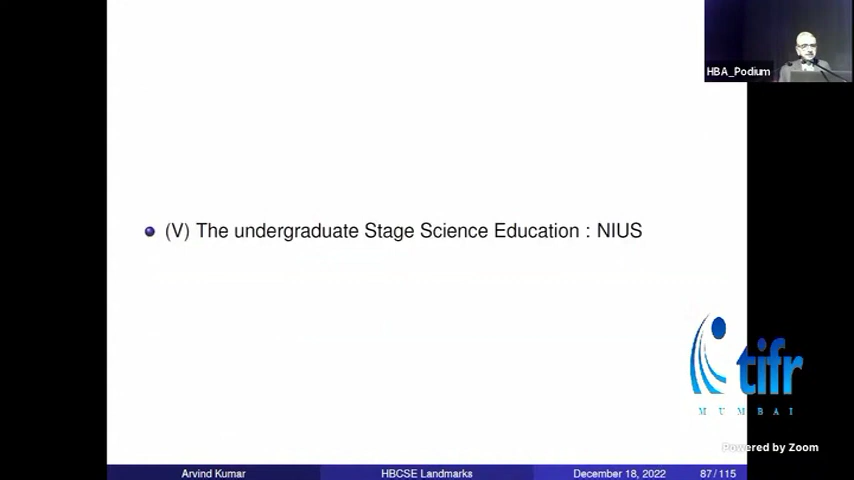 HBA_Podium
(V) The undergraduate Stage Science Education : NIUS
tifr
MUMBAI
Powered by Zoom
Arvind Kumar HBCSE Landmarks December 18, 2022 87 / 115